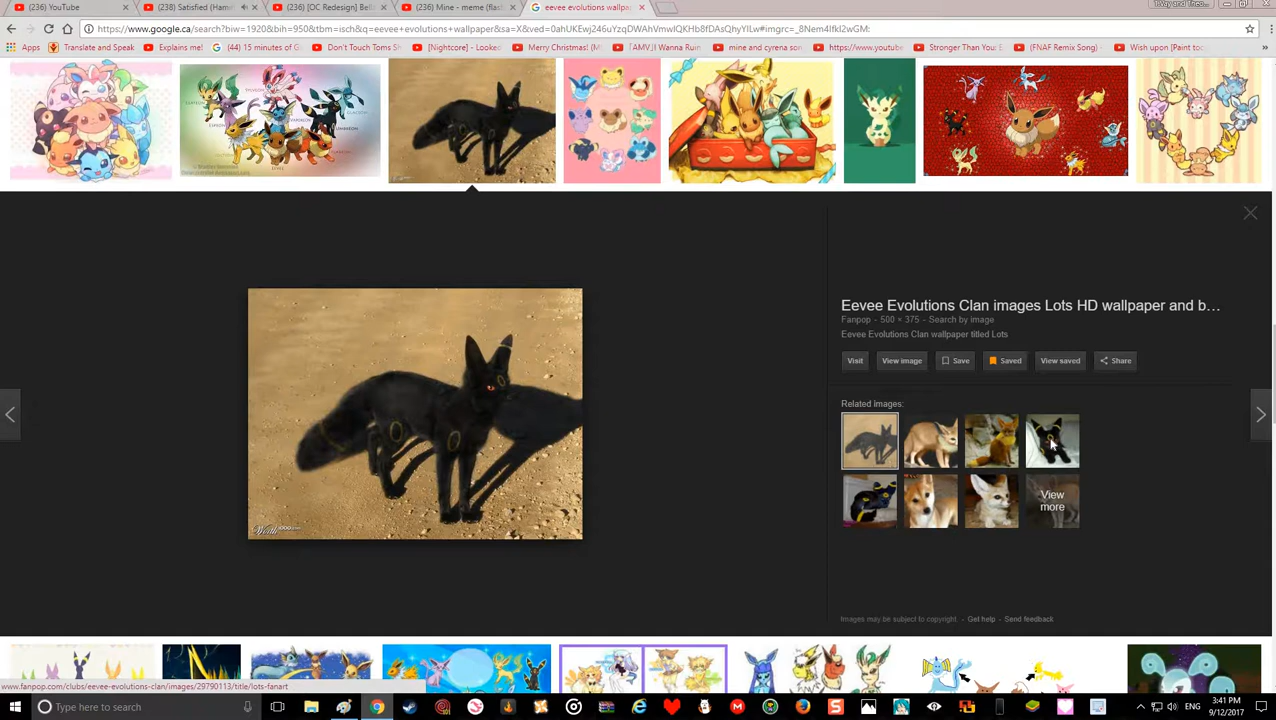 YouTube
(238) Satisfied (Hamil
(236) [OC Redesign] Bell
(236) Mine - meme (flas
eevee evolutions wallpap
https://www.google.ca/search?biw=1920&bih=950&tbm=isch&q=eevee+evolutions+wallpaper&sa=X&ved=0ahUKEwj246uYzqDWAhVmwIQKHb8fDAsQhyYILw#imgrc=_8Nem4IfkI2wGM:
Apps
Translate and Speak
Explains me!
(44) 15 minutes of G
Don't Touch Toms Sh
[Nightcore] - Looked
Merry Christmas! (M
「AMV」I Wanna Ruin
mine and cyrena son
https://www.youtube
Stronger Than You: S
(FNAF Remix Song) T
Wish upon [Paint too
Eevee Evolutions Clan images Lots HD wallpaper and b…
Fanpop - 500 × 375 - Search by image
Eevee Evolutions Clan wallpaper titled Lots
Visit
View image
Save
Saved
View saved
Share
Related images:
View
more
Images may be subject to copyright. - Get help - Send feedback
www.fanpop.com/clubs/eevee-evolutions-clan/images/29790113/title/lots-fanart
Type here to search
ENG
3:41 PM
9/12/2017